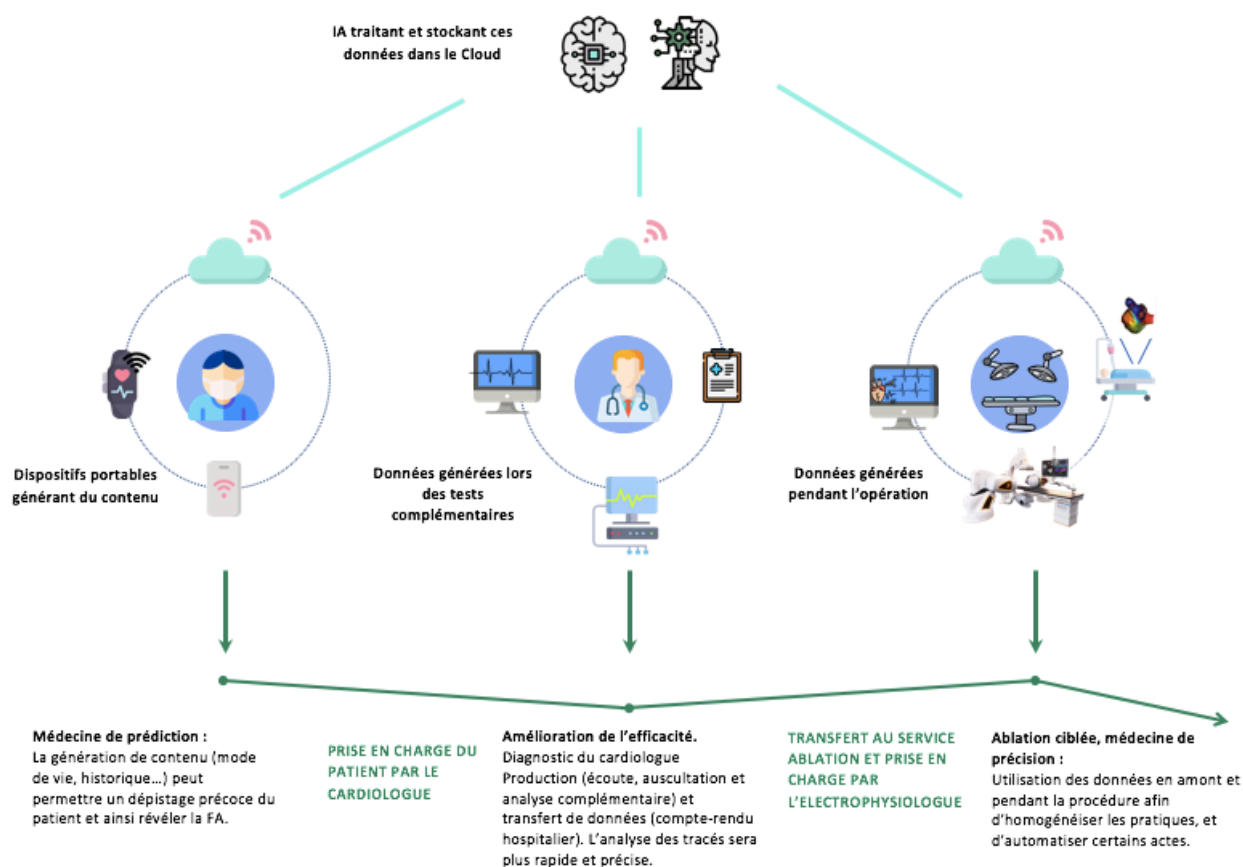 IA traitant et stockant ces
données dans le Cloud
Dispositifs portables
générant du contenu
Données générées lors
des tests
complémentaires
Données générées
pendant l'opération
Médecine de prédiction :
La génération de contenu (mode
de vie, historique...) peut
permettre un dépistage précoce du
patient et ainsi révéler la FA.
PRISE EN CHARGE DU
PATIENT PAR LE
CARDIOLOGUE
Amélioration de l'efficacité.
Diagnostic du cardiologue
Production (écoute, auscultation et
analyse complémentaire) et
transfert de données (compte-rendu
hospitalier). L'analyse des tracés sera
plus rapide et précise.
TRANSFERT AU SERVICE
ABLATION ET PRISE EN
CHARGE PAR
L'ELECTROPHYSIOLOGUE
Ablation ciblée, médecine de
précision :
Utilisation des données en amont et
pendant la procédure afin
d'homogénéiser les pratiques, et
d'automatiser certains actes.